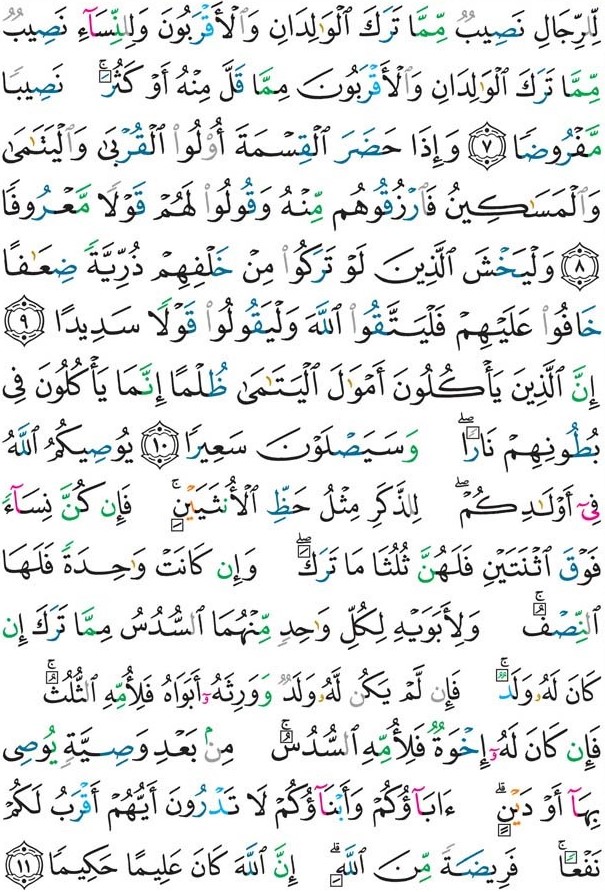 لِّلرِّجَالِ نَصِيبٌ مِّمَّا تَرَكَ ٱلْوَٰلِدَانِ وَٱلْأَقْرَبُونَ وَلِلنِّسَآءِ نَصِيبٌ
مِّمَّا تَرَكَ ٱلْوَٰلِدَانِ وَٱلْأَقْرَبُونَ مِمَّا قَلَّ مِنْهُ أَوْ كَثُرَ ۚ نَصِيبًا
مَّفْرُوضًا ٧ وَإِذَا حَضَرَ ٱلْقِسْمَةَ أُو۟لُوا۟ ٱلْقُرْبَىٰ وَٱلْيَتَـٰمَىٰ
وَٱلْمَسَـٰكِينُ فَٱرْزُقُوهُم مِّنْهُ وَقُولُوا۟ لَهُمْ قَوْلًا مَّعْرُوفًا
٨ وَلْيَخْشَ ٱلَّذِينَ لَوْ تَرَكُوا۟ مِنْ خَلْفِهِمْ ذُرِّيَّةً ضِعَـٰفًا
خَافُوا۟ عَلَيْهِمْ فَلْيَتَّقُوا۟ ٱللَّهَ وَلْيَقُولُوا۟ قَوْلًا سَدِيدًا ٩
إِنَّ ٱلَّذِينَ يَأْكُلُونَ أَمْوَٰلَ ٱلْيَتَـٰمَىٰ ظُلْمًا إِنَّمَا يَأْكُلُونَ فِى
بُطُونِهِمْ نَارًا ۖ وَسَيَصْلَوْنَ سَعِيرًا ١٠ يُوصِيكُمُ ٱللَّهُ
فِىٓ أَوْلَـٰدِكُمْ ۖ لِلذَّكَرِ مِثْلُ حَظِّ ٱلْأُنثَيَيْنِ ۚ فَإِن كُنَّ نِسَآءً
فَوْقَ ٱثْنَتَيْنِ فَلَهُنَّ ثُلُثَا مَا تَرَكَ ۖ وَإِن كَانَتْ وَٰحِدَةً فَلَهَا
ٱلنِّصْفُ ۚ وَلِأَبَوَيْهِ لِكُلِّ وَٰحِدٍ مِّنْهُمَا ٱلسُّدُسُ مِمَّا تَرَكَ إِن
كَانَ لَهُۥ وَلَدٌ ۚ فَإِن لَّمْ يَكُن لَّهُۥ وَلَدٌ وَوَرِثَهُۥٓ أَبَوَاهُ فَلِأُمِّهِ ٱلثُّلُثُ ۚ
فَإِن كَانَ لَهُۥٓ إِخْوَةٌ فَلِأُمِّهِ ٱلسُّدُسُ ۚ مِنۢ بَعْدِ وَصِيَّةٍ يُوصِى
بِهَآ أَوْ دَيْنٍ ۗ ءَابَآؤُكُمْ وَأَبْنَآؤُكُمْ لَا تَدْرُونَ أَيُّهُمْ أَقْرَبُ لَكُمْ
نَفْعًا ۚ فَرِيضَةً مِّنَ ٱللَّهِ ۗ إِنَّ ٱللَّهَ كَانَ عَلِيمًا حَكِيمًا ١١